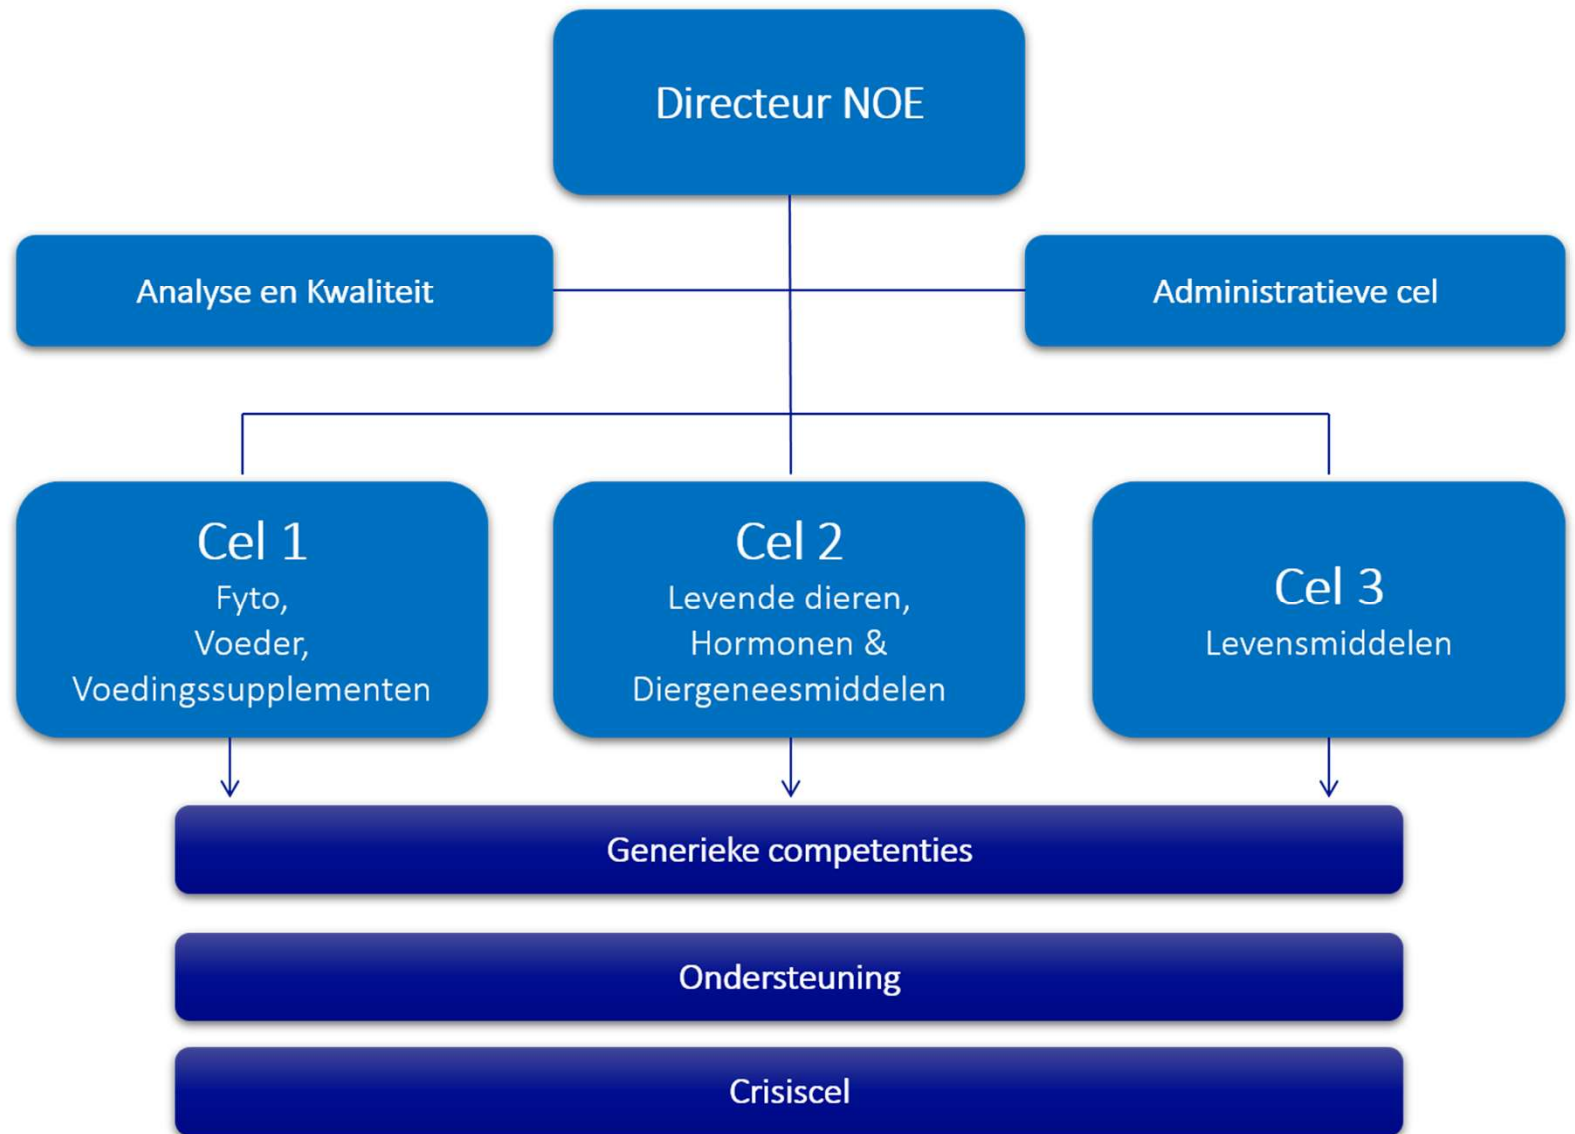 Directeur NOE
Analyse en Kwaliteit
Administratieve cel
Cel 1
Fyto,
Voeder,
Voedingssupplementen
Cel 2
Levende dieren,
Hormonen &
Diergeneesmiddelen
Cel 3
Levensmiddelen
Generieke competenties
Ondersteuning
Crisiscel